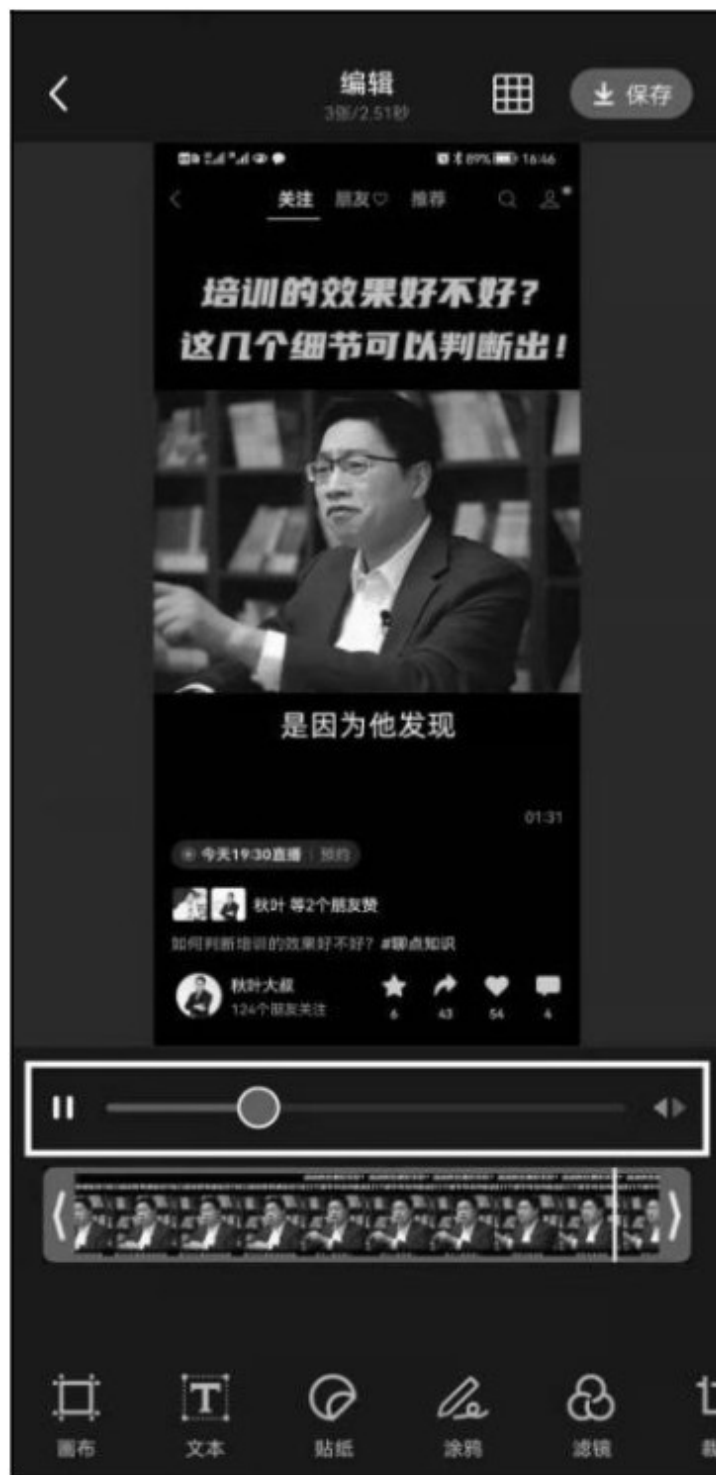 编辑
保存
3张/2.51秒
89% 16:46
关注 朋友 推荐
培训的效果好不好？
这几个细节可以判断出！
是因为他发现
01:31
今天19:30直播 预约
秋叶 等2个朋友赞
如何判断培训的效果好不好？#聊点知识
秋叶大叔
124个朋友关注
6 43 54 4
画布 文本 贴纸 涂鸦 滤镜